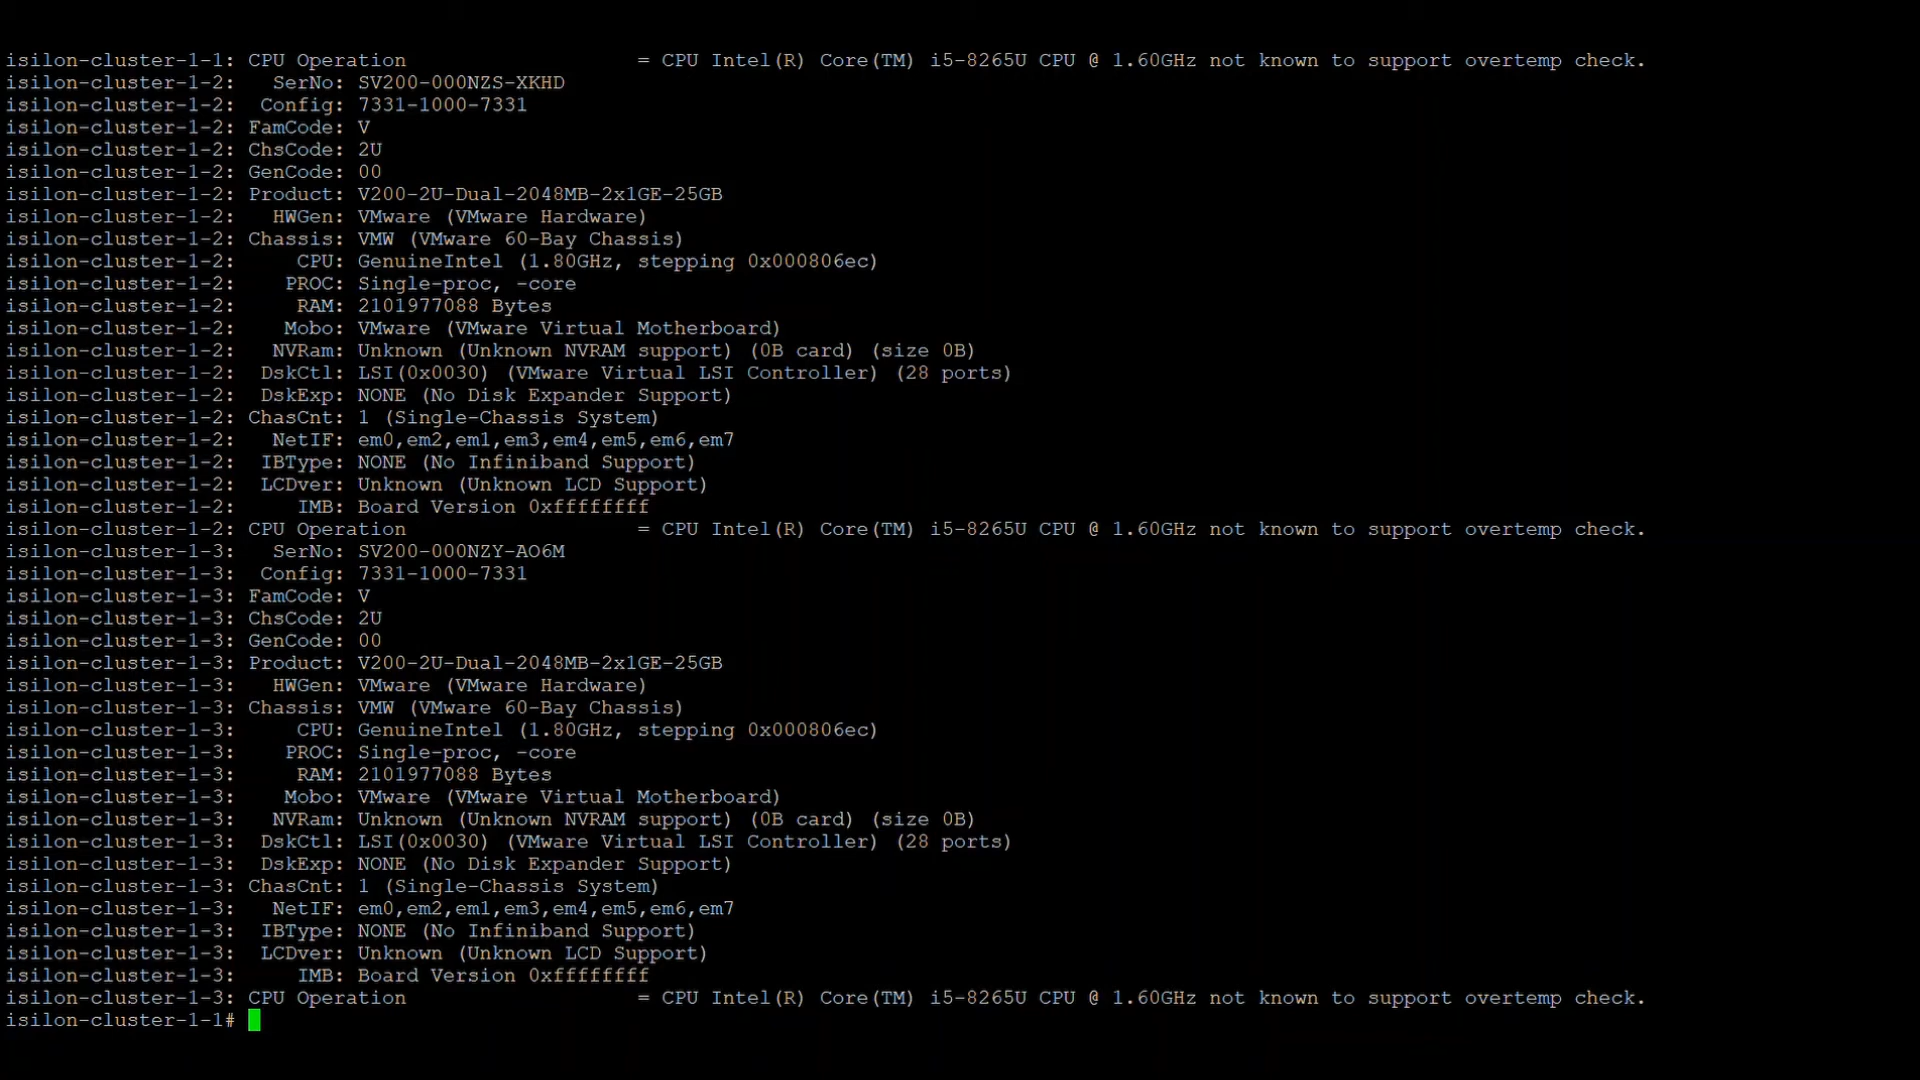 isilon-cluster-1-1: CPU Operation                   = CPU Intel(R) Core(TM) i5-8265U CPU @ 1.60GHz not known to support overtemp check.
isilon-cluster-1-2:   SerNo: SV200-000NZS-XKHD
isilon-cluster-1-2:  Config: 7331-1000-7331
isilon-cluster-1-2: FamCode: V
isilon-cluster-1-2: ChsCode: 2U
isilon-cluster-1-2: GenCode: 00
isilon-cluster-1-2: Product: V200-2U-Dual-2048MB-2x1GE-25GB
isilon-cluster-1-2:   HWGen: VMware (VMware Hardware)
isilon-cluster-1-2: Chassis: VMW (VMware 60-Bay Chassis)
isilon-cluster-1-2:     CPU: GenuineIntel (1.80GHz, stepping 0x000806ec)
isilon-cluster-1-2:    PROC: Single-proc, -core
isilon-cluster-1-2:     RAM: 2101977088 Bytes
isilon-cluster-1-2:    Mobo: VMware (VMware Virtual Motherboard)
isilon-cluster-1-2:   NVRam: Unknown (Unknown NVRAM support) (0B card) (size 0B)
isilon-cluster-1-2:  DskCtl: LSI(0x0030) (VMware Virtual LSI Controller) (28 ports)
isilon-cluster-1-2:  DskExp: NONE (No Disk Expander Support)
isilon-cluster-1-2: ChasCnt: 1 (Single-Chassis System)
isilon-cluster-1-2:   NetIF: em0,em2,em1,em3,em4,em5,em6,em7
isilon-cluster-1-2:  IBType: NONE (No Infiniband Support)
isilon-cluster-1-2:  LCDver: Unknown (Unknown LCD Support)
isilon-cluster-1-2:     IMB: Board Version 0xffffffff
isilon-cluster-1-2: CPU Operation                   = CPU Intel(R) Core(TM) i5-8265U CPU @ 1.60GHz not known to support overtemp check.
isilon-cluster-1-3:   SerNo: SV200-000NZY-AO6M
isilon-cluster-1-3:  Config: 7331-1000-7331
isilon-cluster-1-3: FamCode: V
isilon-cluster-1-3: ChsCode: 2U
isilon-cluster-1-3: GenCode: 00
isilon-cluster-1-3: Product: V200-2U-Dual-2048MB-2x1GE-25GB
isilon-cluster-1-3:   HWGen: VMware (VMware Hardware)
isilon-cluster-1-3: Chassis: VMW (VMware 60-Bay Chassis)
isilon-cluster-1-3:     CPU: GenuineIntel (1.80GHz, stepping 0x000806ec)
isilon-cluster-1-3:    PROC: Single-proc, -core
isilon-cluster-1-3:     RAM: 2101977088 Bytes
isilon-cluster-1-3:    Mobo: VMware (VMware Virtual Motherboard)
isilon-cluster-1-3:   NVRam: Unknown (Unknown NVRAM support) (0B card) (size 0B)
isilon-cluster-1-3:  DskCtl: LSI(0x0030) (VMware Virtual LSI Controller) (28 ports)
isilon-cluster-1-3:  DskExp: NONE (No Disk Expander Support)
isilon-cluster-1-3: ChasCnt: 1 (Single-Chassis System)
isilon-cluster-1-3:   NetIF: em0,em2,em1,em3,em4,em5,em6,em7
isilon-cluster-1-3:  IBType: NONE (No Infiniband Support)
isilon-cluster-1-3:  LCDver: Unknown (Unknown LCD Support)
isilon-cluster-1-3:     IMB: Board Version 0xffffffff
isilon-cluster-1-3: CPU Operation                   = CPU Intel(R) Core(TM) i5-8265U CPU @ 1.60GHz not known to support overtemp check.
isilon-cluster-1-1#